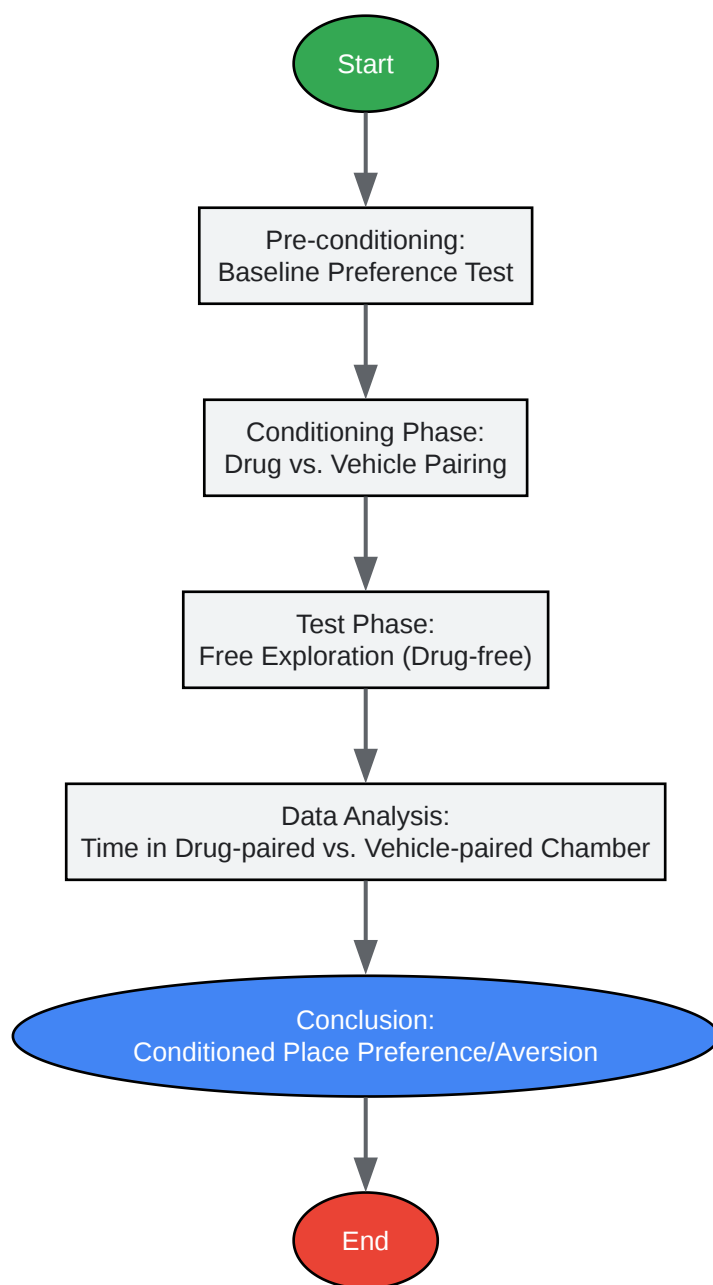 Start
Pre-conditioning:
Baseline Preference Test
Conditioning Phase:
Drug vs. Vehicle Pairing
Test Phase:
Free Exploration (Drug-free)
Data Analysis:
Time in Drug-paired vs. Vehicle-paired Chamber
Conclusion:
Conditioned Place Preference/Aversion
End